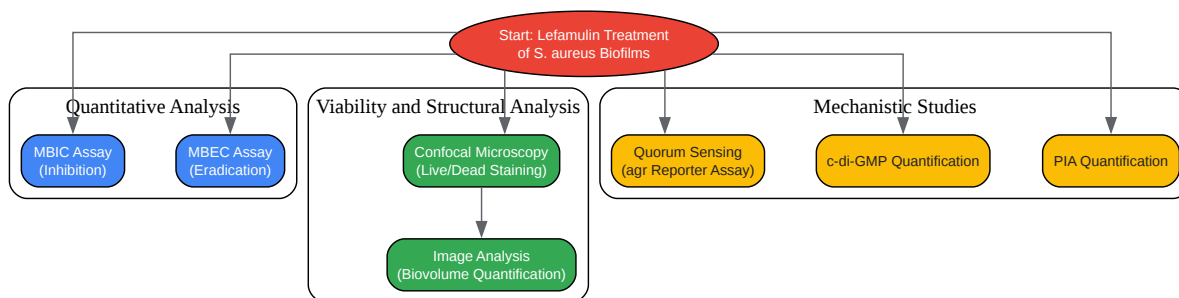 Start: Lefamulin Treatment
of S. aureus Biofilms
Quantitative Analysis
MBIC Assay
(Inhibition)
MBEC Assay
(Eradication)
Viability and Structural Analysis
Confocal Microscopy
(Live/Dead Staining)
Image Analysis
(Biovolume Quantification)
Mechanistic Studies
Quorum Sensing
(agr Reporter Assay)
c-di-GMP Quantification
PIA Quantification